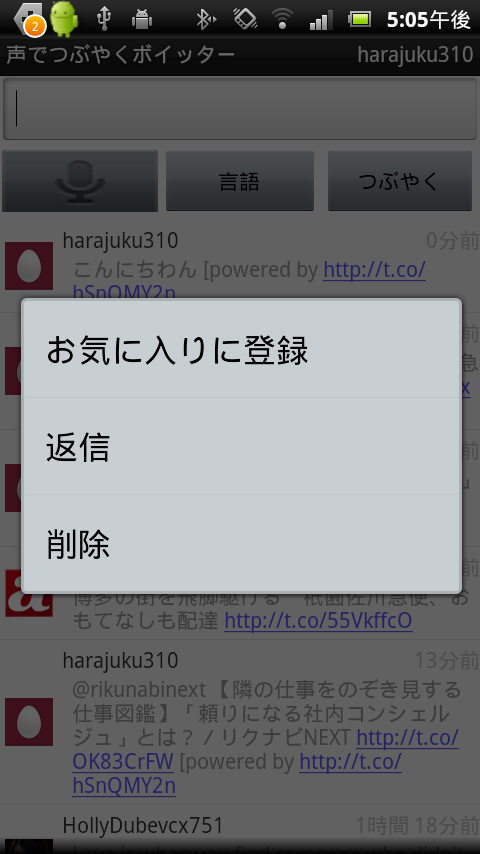 2
5:05午後
声でつぶやくボイッター harajuku310
言語 つぶやく
harajuku310 0分前
こんにちわん [powered by http://t.co/
hSnQMY2n
お気に入りに登録
返信
削除
博多の街を飛脚駆ける 祇園佐川急便、お
もてなしも配達 http://t.co/55VkffcO
harajuku310 13分前
@rikunabinext 【隣の仕事をのぞき見する
仕事図鑑】「頼りになる社内コンシェル
ジュ」とは？ / リクナビNEXT http://t.co/
OK83CrFW [powered by http://t.co/
hSnQMY2n
HollyDubevcx751 1時間 18分前